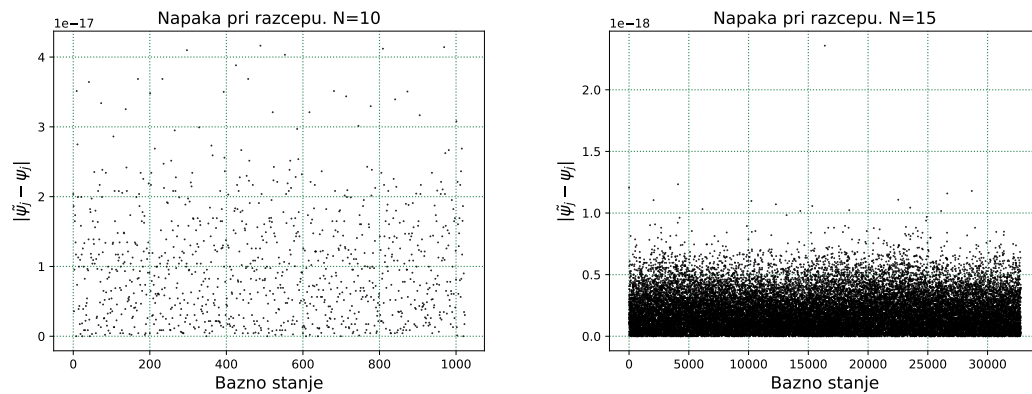 Napaka pri razcepu. N=10
1e−17
4
3
2
1
0
0 200 400 600 800 1000
Bazno stanje
|ψ̃j − ψj|
Napaka pri razcepu. N=15
1e−18
2.0
1.5
1.0
0.5
0.0
0 5000 10000 15000 20000 25000 30000
Bazno stanje
|ψ̃j − ψj|